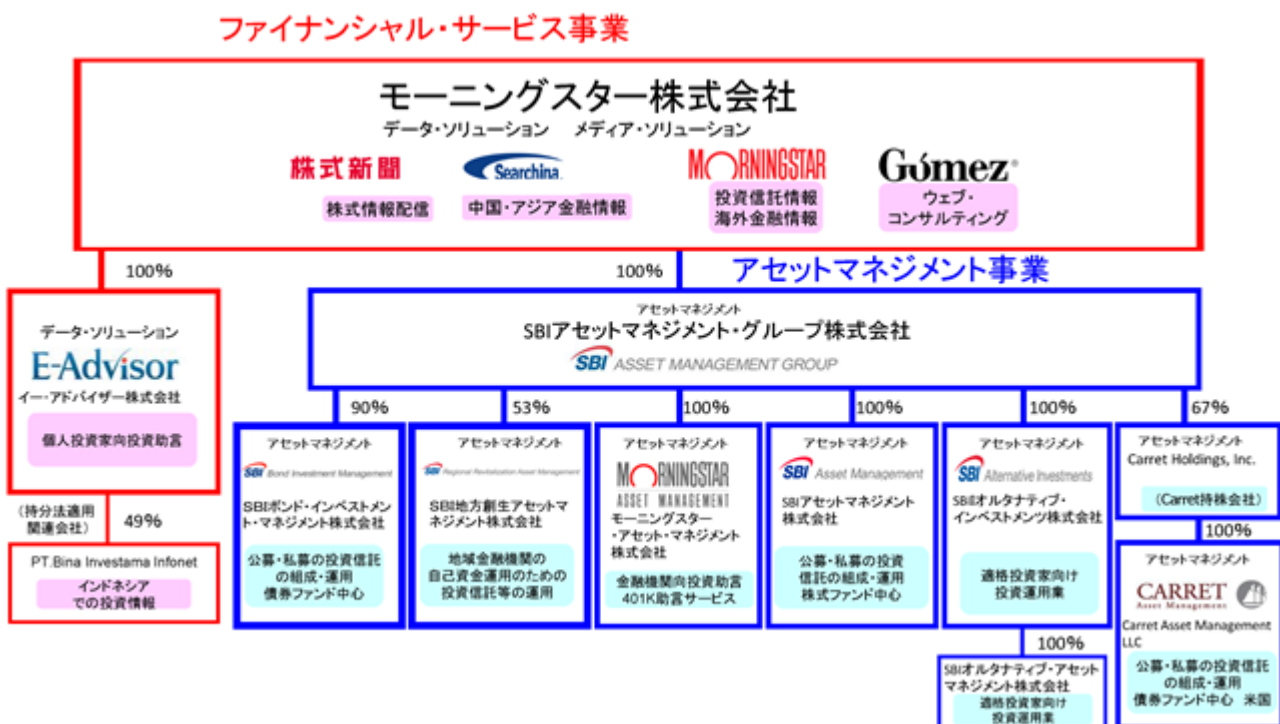 ファイナンシャル・サービス事業
モーニングスター株式会社
データ・ソリューション メディア・ソリューション
株式新聞
Searchina
MORNINGSTAR
Gómez
株式情報配信
中国・アジア金融情報
投資信託情報
海外金融情報
ウェブ・
コンサルティング
100%
100%
アセットマネジメント事業
データ・ソリューション
E-Advisor
イー・アドバイザー株式会社
個人投資家向投資助言
アセットマネジメント
SBIアセットマネジメント・グループ株式会社
SBI ASSET MANAGEMENT GROUP
(持分法適用
関連会社)
49%
PT.Bina Investama Infonet
インドネシア
での投資情報
90%
53%
100%
100%
100%
67%
アセットマネジメント
SBI Bond Investment Management
SBIボンド・インベストメン
ト・マネジメント株式会社
公募・私募の投資信託
の組成・運用
債券ファンド中心
アセットマネジメント
SBI Regional Revitalization Asset Management
SBI地方創生アセットマ
ネジメント株式会社
地域金融機関の
自己資金運用のための
投資信託等の運用
アセットマネジメント
MORNINGSTAR
ASSET MANAGEMENT
モーニングスター
・アセット・マネジメント
株式会社
金融機関向投資助言
401K助言サービス
アセットマネジメント
SBI Asset Management
SBIアセットマネジメント
株式会社
公募・私募の投資
信託の組成・運用
株式ファンド中心
アセットマネジメント
SBI Alternative Investments
SBIオルタナティブ・
インベストメンツ株式会社
適格投資家向け
投資運用業
100%
SBIオルタナティブ・アセット
マネジメント株式会社
適格投資家向け
投資運用業
アセットマネジメント
Carret Holdings, Inc.
(Carret持株会社)
100%
アセットマネジメント
CARRET
Asset Management
Carret Asset Management
LLC
公募・私募の投資信託
の組成・運用
債券ファンド中心 米国